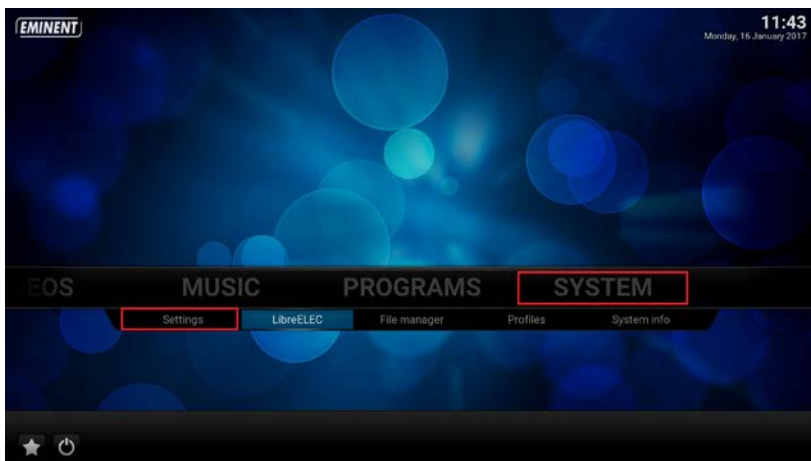 EMINENT
11:43
Monday, 16 January 2017
EOS MUSIC PROGRAMS SYSTEM
Settings LibreELEC File manager Profiles System info